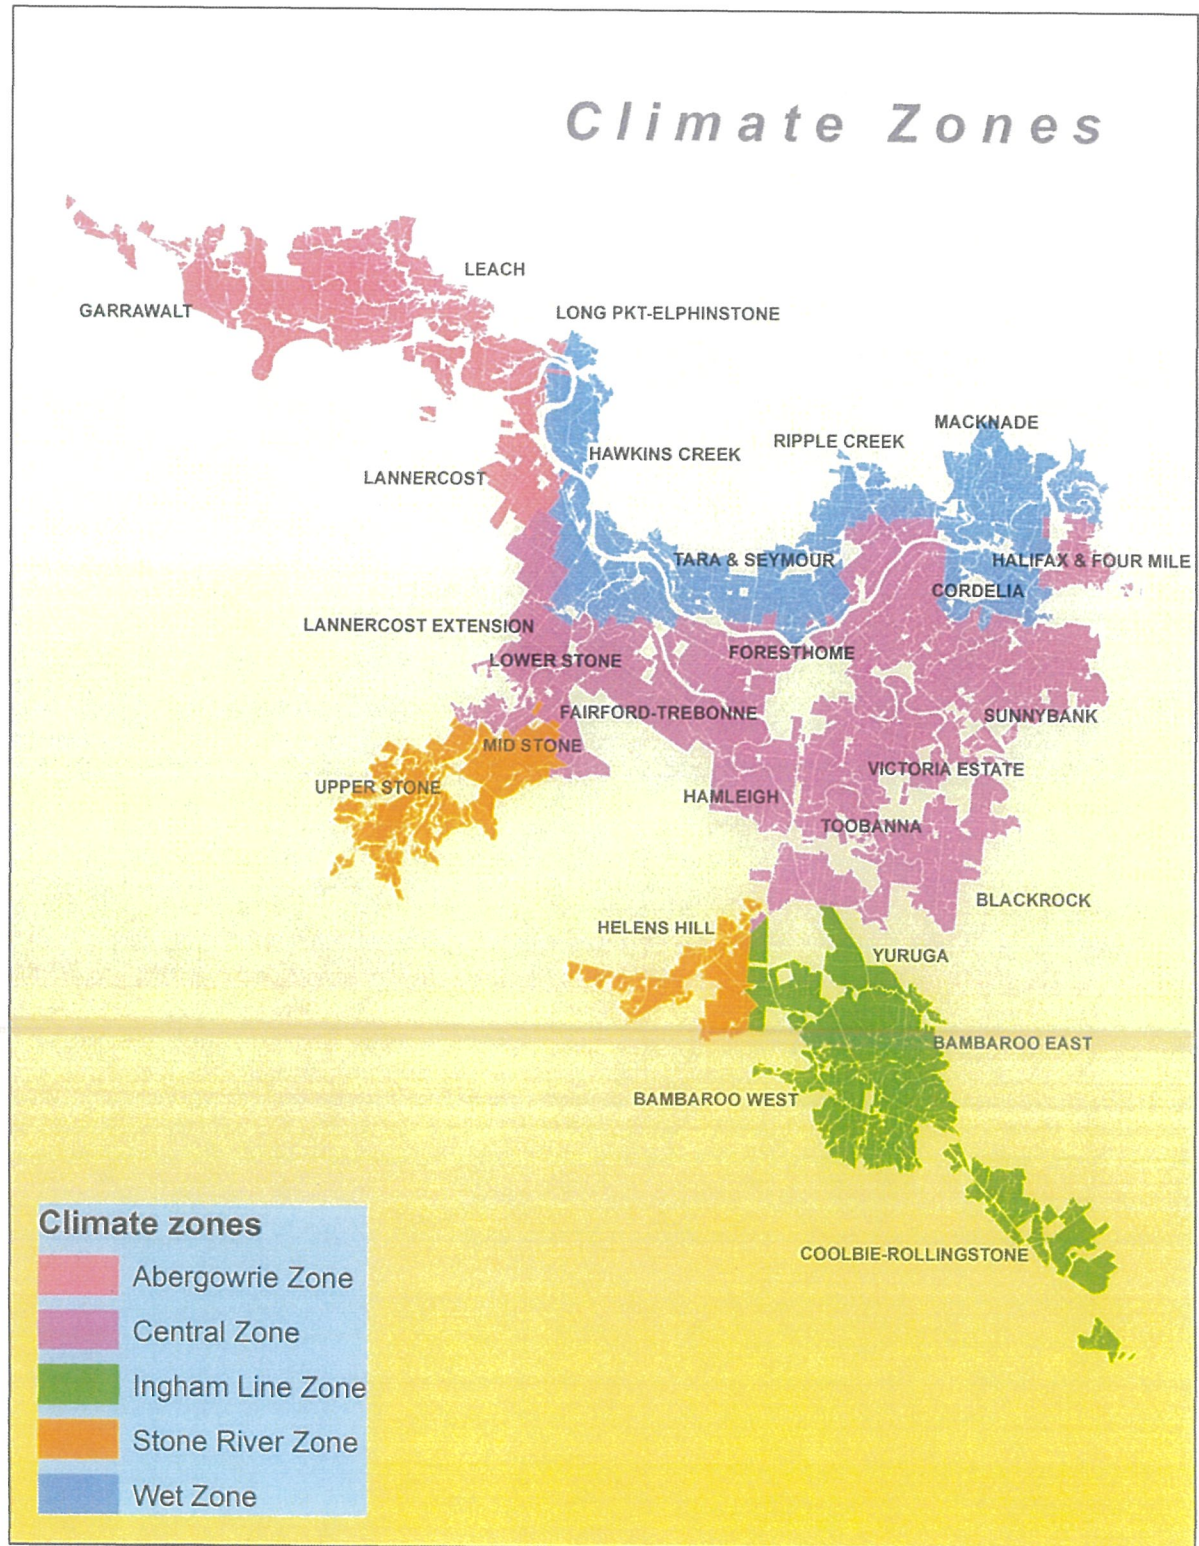 Climate Zones
LEACH
GARRAWALT
LONG PKT-ELPHINSTONE
MACKNADE
RIPPLE CREEK
HAWKINS CREEK
LANNERCOST
TARA & SEYMOUR
HALIFAX & FOUR MILE
CORDELIA
LANNERCOST EXTENSION
FORESTHOME
LOWER STONE
FAIRFORD-TREBONNE
SUNNYBANK
MID STONE
VICTORIA ESTATE
UPPER STONE
HAMLEIGH
TOOBANNA
BLACKROCK
HELENS HILL
YURUGA
BAMBAROO EAST
BAMBAROO WEST
COOLBIE-ROLLINGSTONE
Climate zones
Abergowrie Zone
Central Zone
Ingham Line Zone
Stone River Zone
Wet Zone